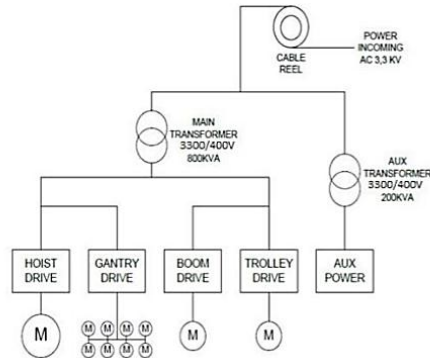 POWER
INCOMING
AC 3,3 KV
CABLE
REEL
MAIN
TRANSFORMER
3300/400V
800KVA
AUX
TRANSFORMER
3300/400V
200KVA
HOIST
DRIVE
GANTRY
DRIVE
BOOM
DRIVE
TROLLEY
DRIVE
AUX
POWER
M
M M M M
M M M M
M
M